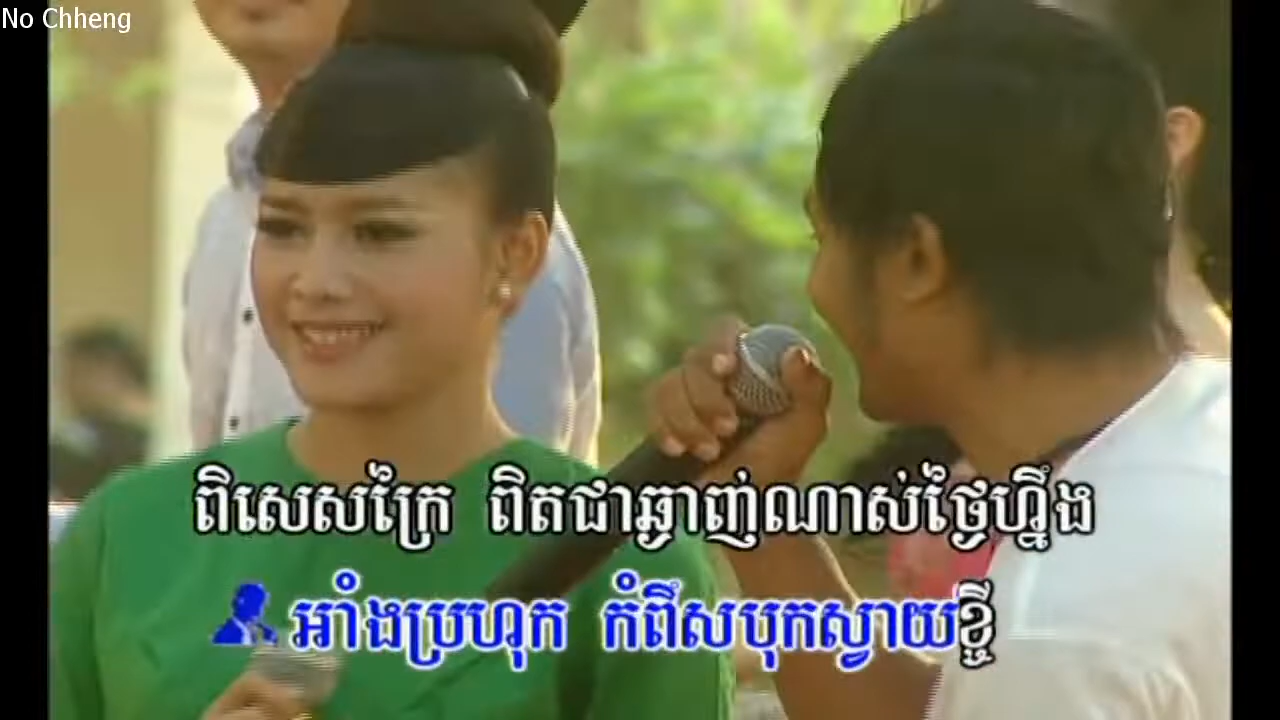 No Chheng
ពិសេសក្រៃ ពិតជាឆ្ងាញ់ណាស់ថ្ងៃហ្នឹង
អាំងប្រហុក កំពឹសបុកស្វាយខ្ចី